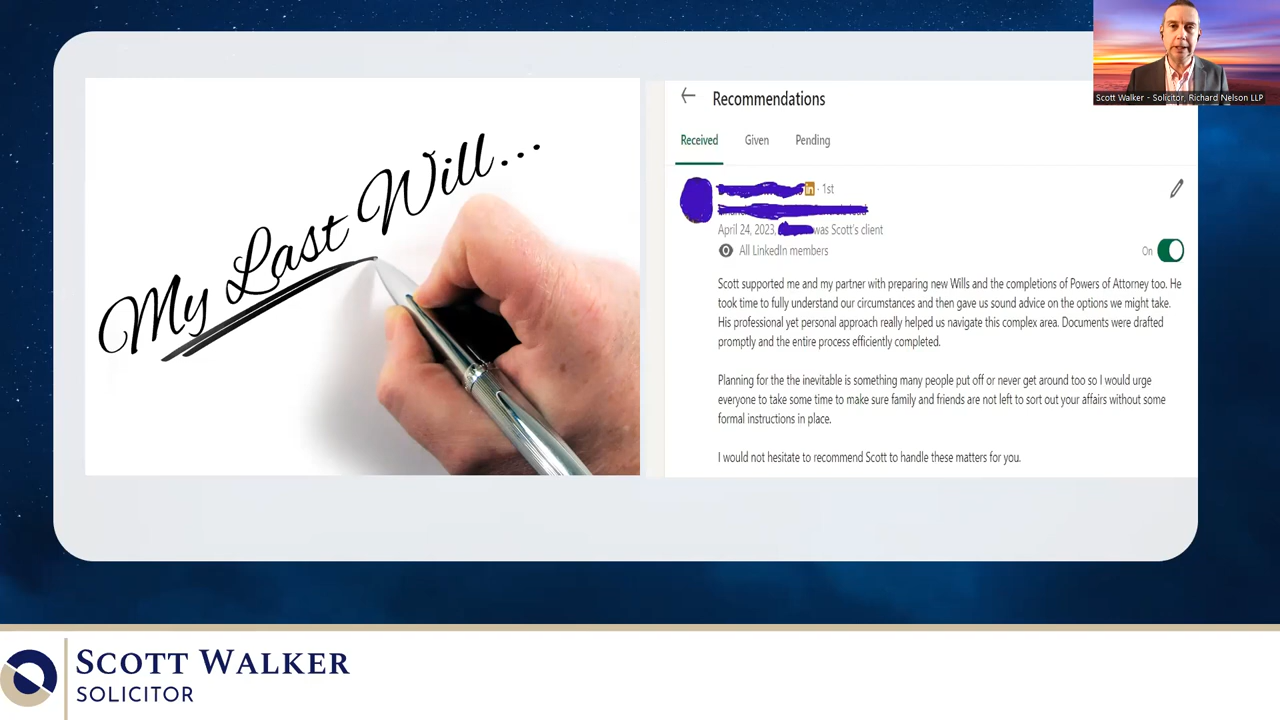 My Last Will...
Recommendations
Received Given Pending
in · 1st
April 24, 2023, was Scott's client
All LinkedIn members
On
Scott supported me and my partner with preparing new Wills and the completions of Powers of Attorney too. He
took time to fully understand our circumstances and then gave us sound advice on the options we might take.
His professional yet personal approach really helped us navigate this complex area. Documents were drafted
promptly and the entire process efficiently completed.
Planning for the the inevitable is something many people put off or never get around too so I would urge
everyone to take some time to make sure family and friends are not left to sort out your affairs without some
formal instructions in place.
I would not hesitate to recommend Scott to handle these matters for you.
Scott Walker - Solicitor, Richard Nelson LLP
SCOTT WALKER
SOLICITOR